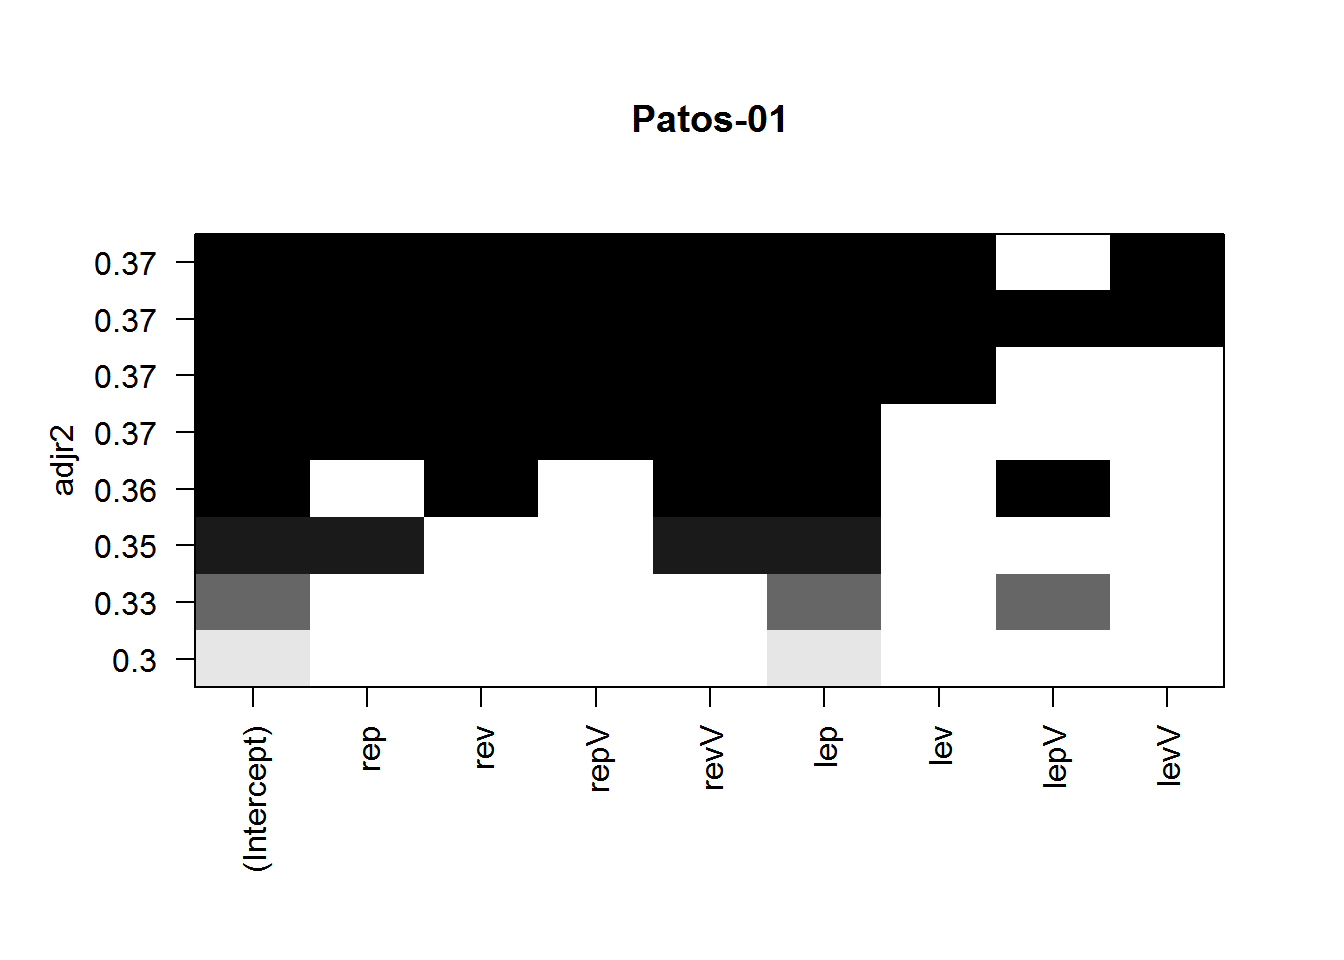 Patos-01
adjr2
0.37
0.37
0.37
0.37
0.36
0.35
0.33
0.3
(Intercept)
rep
rev
repV
revV
lep
lev
lepV
levV